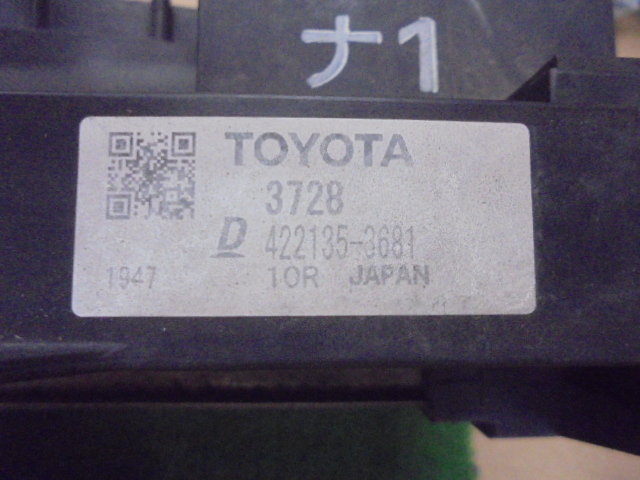 ナ1
TOYOTA
3728
D 422135-3681
1947 10R JAPAN